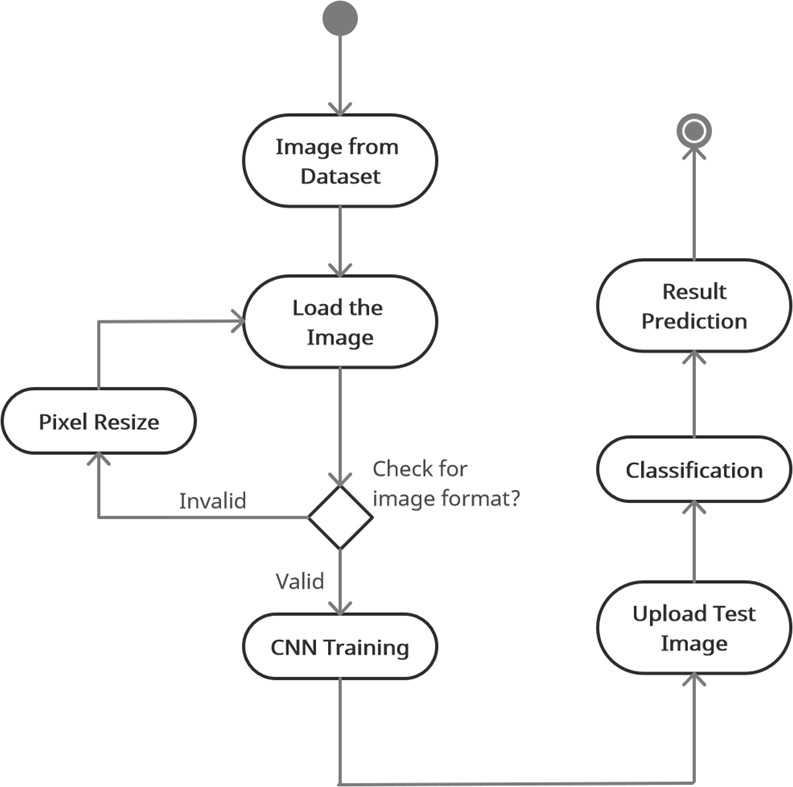 Image from
Dataset
Load the
Image
Pixel Resize
Check for
image format?
Invalid
Valid
CNN Training
Upload Test
Image
Classification
Result
Prediction